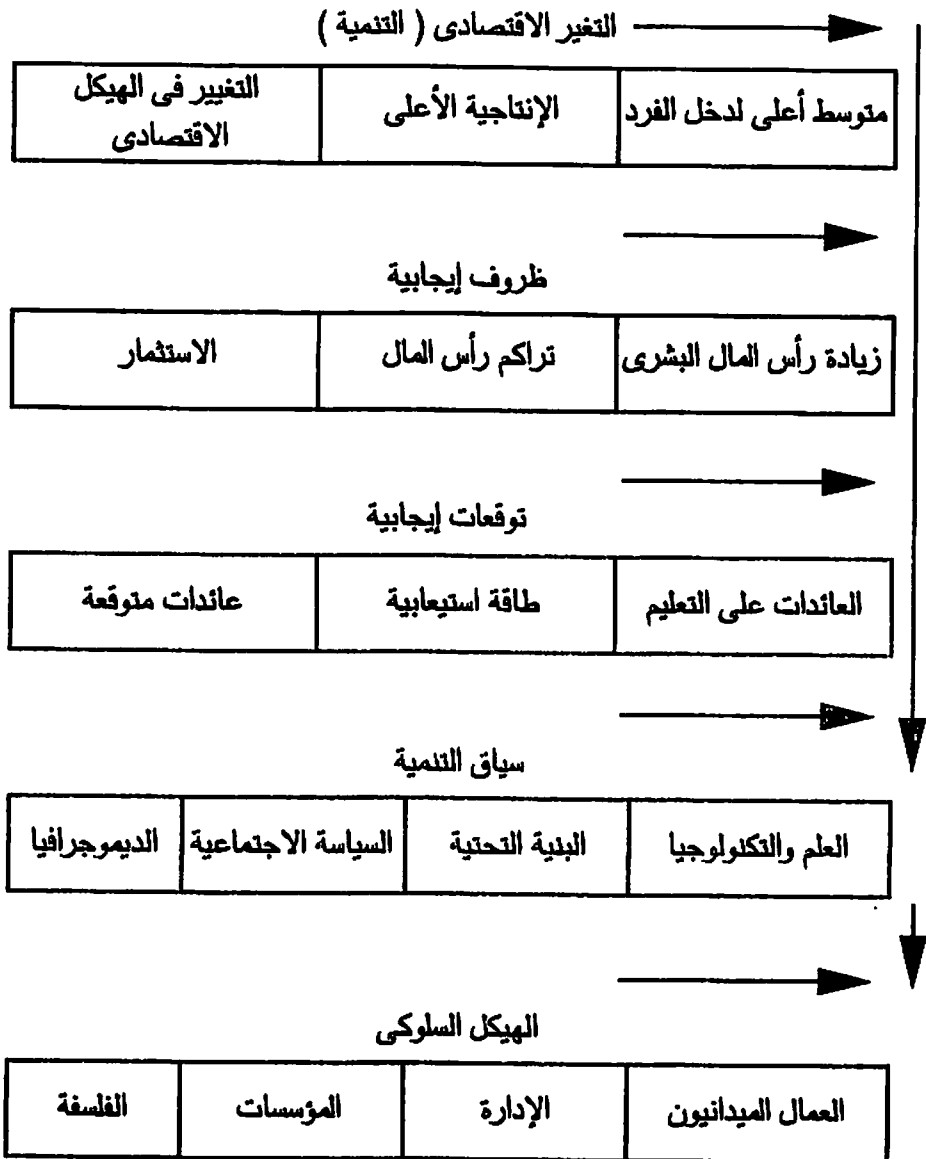 التغير الاقتصادى ( التنمية )
متوسط أعلى لدخل الفرد
الإنتاجية الأعلى
التغيير فى الهيكل
الاقتصادى
ظروف إيجابية
زيادة رأس المال البشرى
تراكم رأس المال
الاستثمار
توقعات إيجابية
العائدات على التعليم
طاقة استيعابية
عائدات متوقعة
سياق التنمية
العلم والتكنولوجيا
البنية التحتية
السياسة الاجتماعية
الديموجرافيا
الهيكل السلوكى
العمال الميدانيون
الإدارة
المؤسسات
الفلسفة